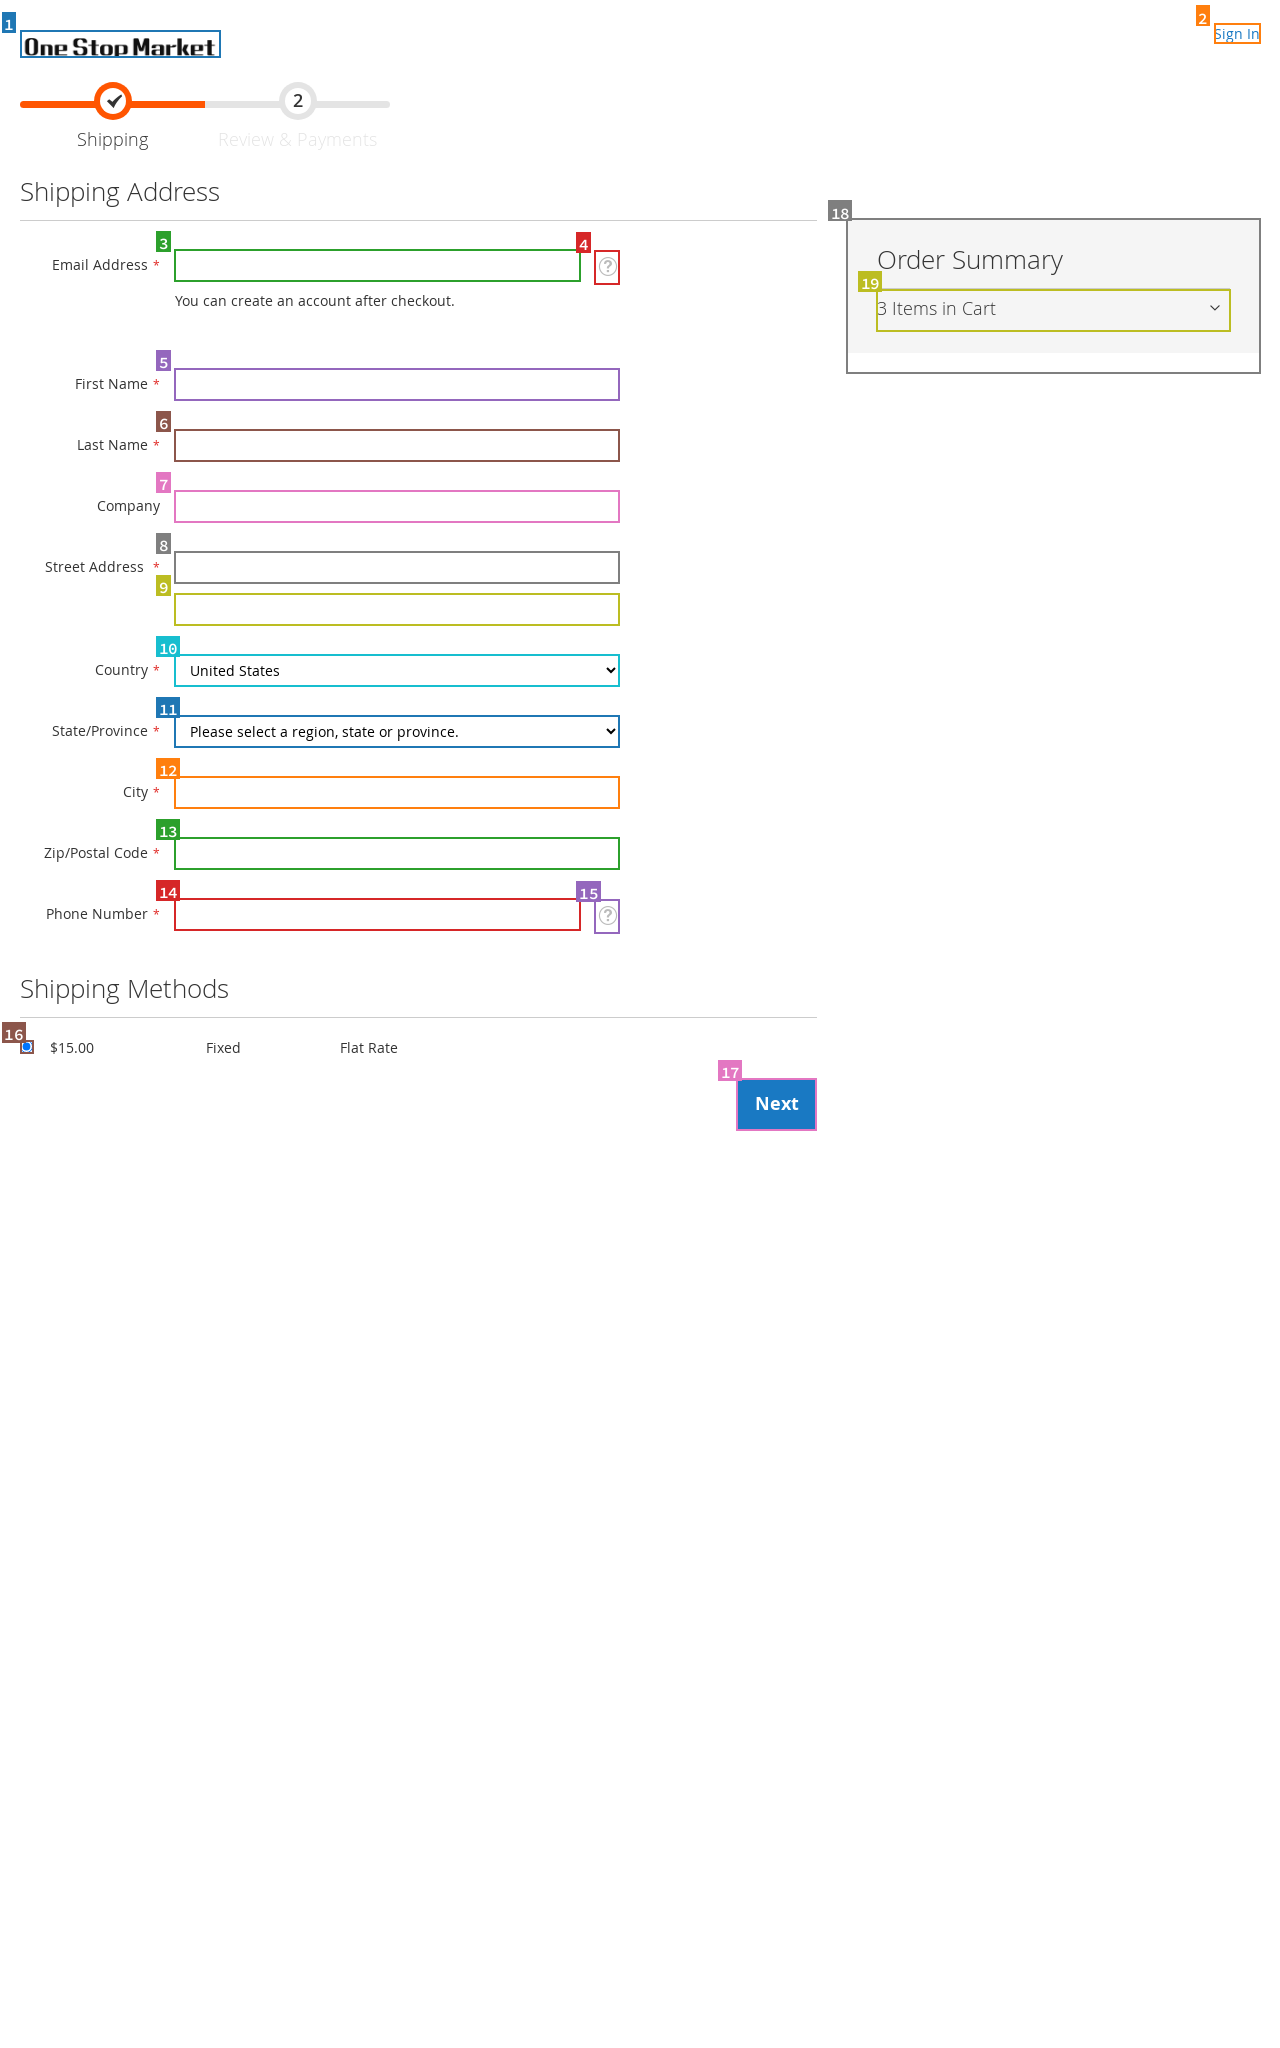 1
2
One Stop Market
Sign In
2
Shipping
Review & Payments
Shipping Address
18
3
4
Email Address *
?
Order Summary
You can create an account after checkout.
19
3 Items in Cart
5
First Name *
6
Last Name *
7
Company
8
Street Address *
9
10
Country *
United States
11
State/Province *
Please select a region, state or province.
12
City *
13
Zip/Postal Code *
14
15
Phone Number *
?
Shipping Methods
16
$15.00
Fixed
Flat Rate
17
Next